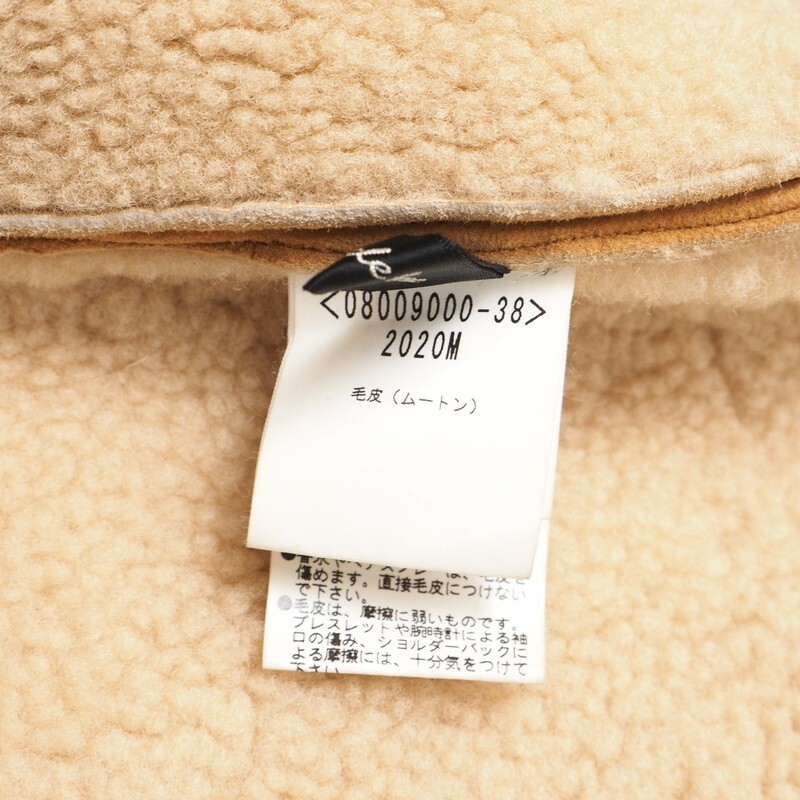 <08009000-38>
2020M
毛皮(ムートン)
傷めます。直接毛皮につけない
で下さい。
●毛皮は、摩擦に弱いものです。
ブレスレットや腕時計による袖
口の傷み、ショルダーバックに
よる摩擦には、十分気をつけて
下さい。